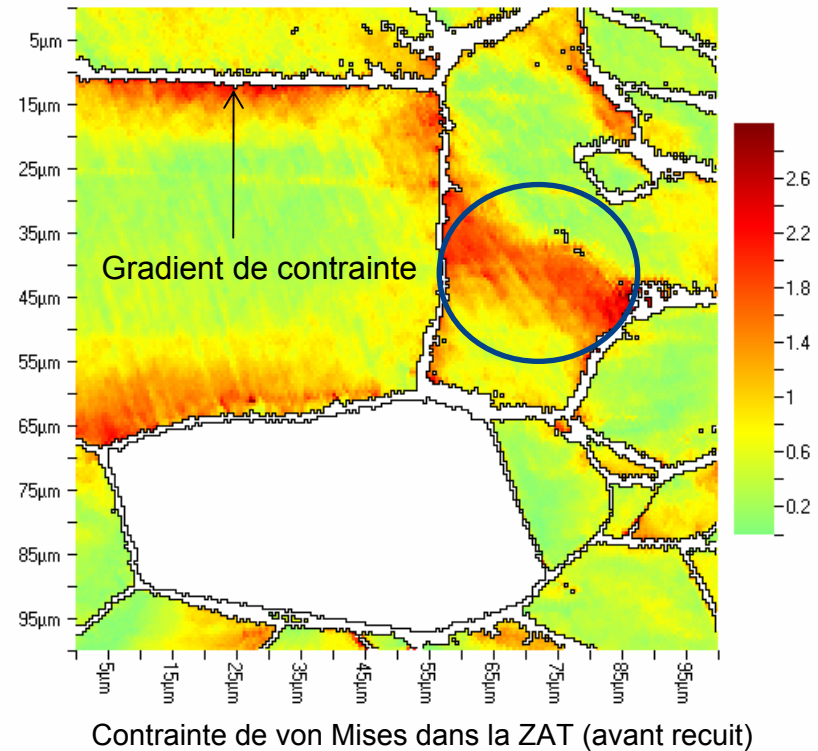 5µm
15µm
25µm
35µm
45µm
55µm
65µm
75µm
85µm
95µm
Gradient de contrainte
2.6
2.2
1.8
1.4
1
0.6
0.2
5µm
15µm
25µm
35µm
45µm
55µm
65µm
75µm
85µm
95µm
Contrainte de von Mises dans la ZAT (avant recuit)